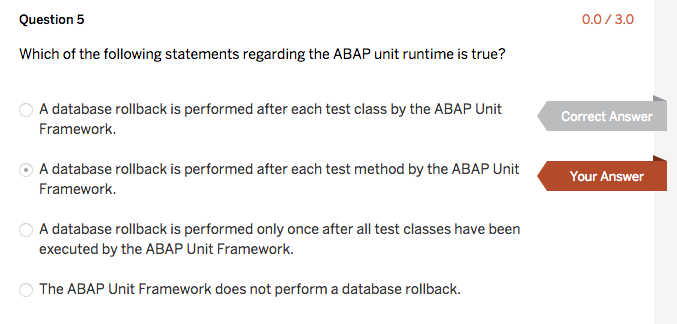 Question 5
0.0 / 3.0
Which of the following statements regarding the ABAP unit runtime is true?
A database rollback is performed after each test class by the ABAP Unit
Framework.
Correct Answer
A database rollback is performed after each test method by the ABAP Unit
Framework.
Your Answer
A database rollback is performed only once after all test classes have been
executed by the ABAP Unit Framework.
The ABAP Unit Framework does not perform a database rollback.